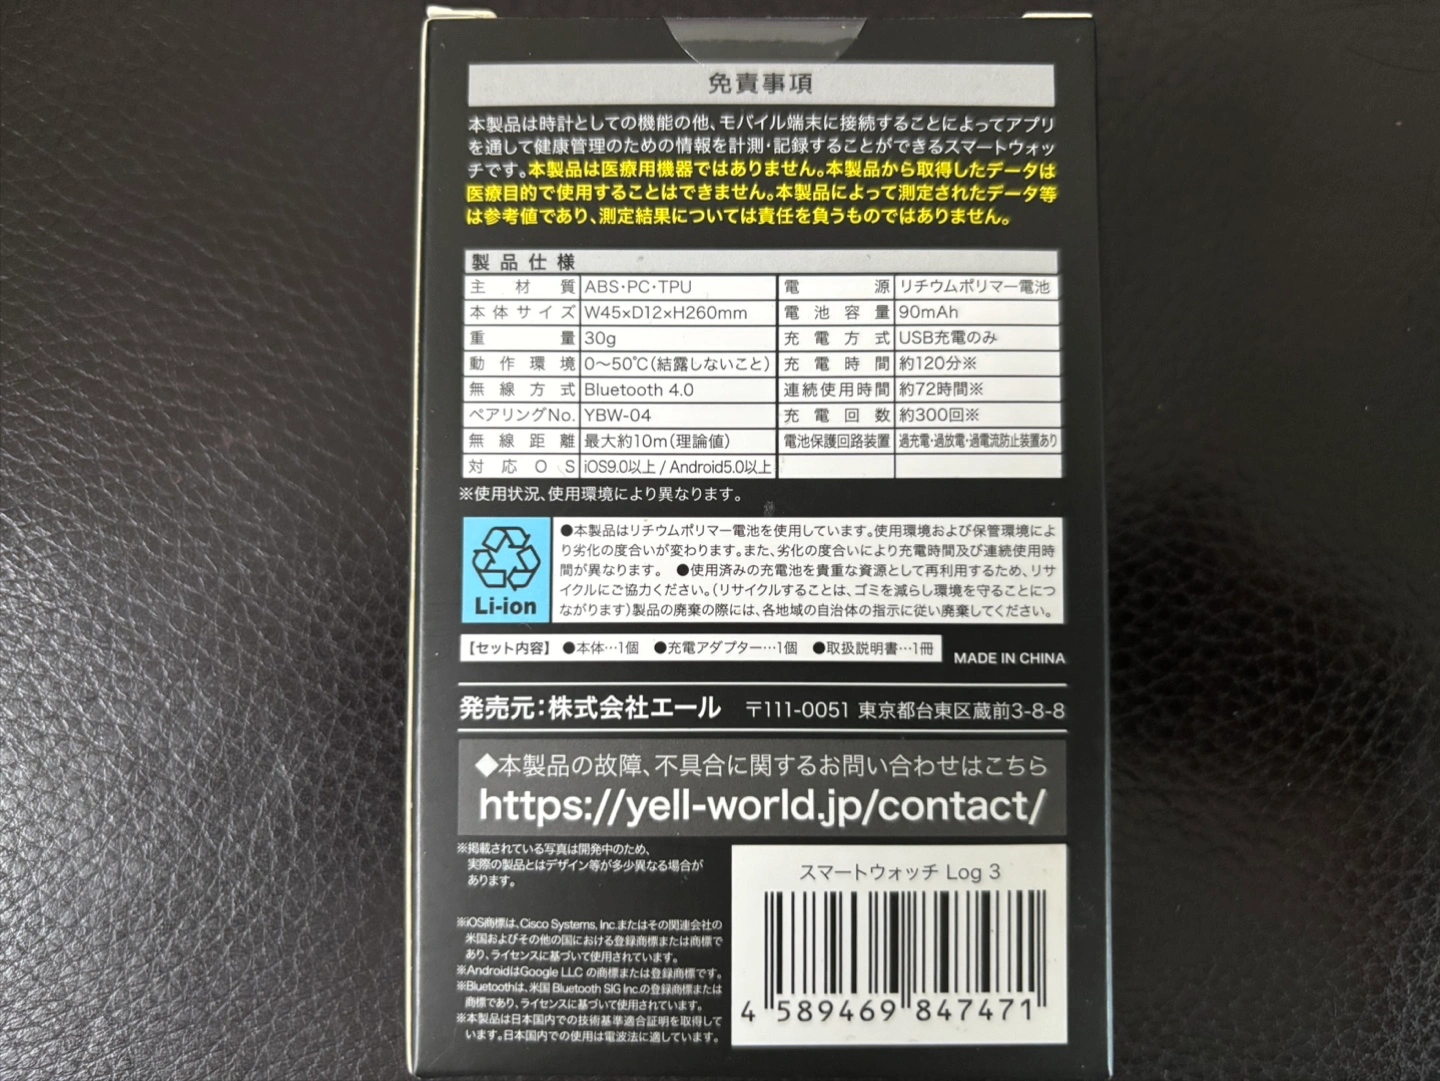 免責事項
本製品は時計としての機能の他、モバイル端末に接続することによってアプリ
を通して健康管理のための情報を計測・記録することができるスマートウォッ
チです。本製品は医療用機器ではありません。本製品から取得したデータは
医療目的で使用することはできません。本製品によって測定されたデータ等
は参考値であり、測定結果については責任を負うものではありません。
製品仕様
主材質 ABS・PC・TPU 電源 リチウムポリマー電池
本体サイズ W45×D12×H260mm 電池容量 90mAh
重量 30g 充電方式 USB充電のみ
動作環境 0〜50℃(結露しないこと) 充電時間 約120分※
無線方式 Bluetooth 4.0 連続使用時間 約72時間※
ペアリングNo. YBW-04 充電回数 約300回※
無線距離 最大約10m(理論値) 電池保護回路装置 過充電・過放電・過電流防止装置あり
対応OS iOS9.0以上 / Android5.0以上
※使用状況、使用環境により異なります。
●本製品はリチウムポリマー電池を使用しています。使用環境および保管環境によ
り劣化の度合いが変わります。また、劣化の度合いにより充電時間及び連続使用時
間が異なります。 ●使用済みの充電池を貴重な資源として再利用するため、リサ
イクルにご協力ください。(リサイクルすることは、ゴミを減らし環境を守ることにつ
ながります)製品の廃棄の際には、各地域の自治体の指示に従い廃棄してください。
Li-ion
【セット内容】 ●本体…1個 ●充電アダプター…1個 ●取扱説明書…1冊
MADE IN CHINA
発売元:株式会社エール 〒111-0051 東京都台東区蔵前3-8-8
◆本製品の故障、不具合に関するお問い合わせはこちら
https://yell-world.jp/contact/
※掲載されている写真は開発中のため、
実際の製品とはデザイン等が多少異なる場合が
あります。
※iOS商標は、Cisco Systems, Inc.またはその関連会社の
米国およびその他の国における登録商標または商標で
あり、ライセンスに基づいて使用されています。
※AndroidはGoogle LLC の商標または登録商標です。
※Bluetoothは、米国 Bluetooth SIG Inc.の登録商標または
商標であり、ライセンスに基づいて使用されています。
※本製品は日本国内での技術基準適合証明を取得して
います。日本国内での使用は電波法に適しています。
スマートウォッチ Log 3
4 589469 847471